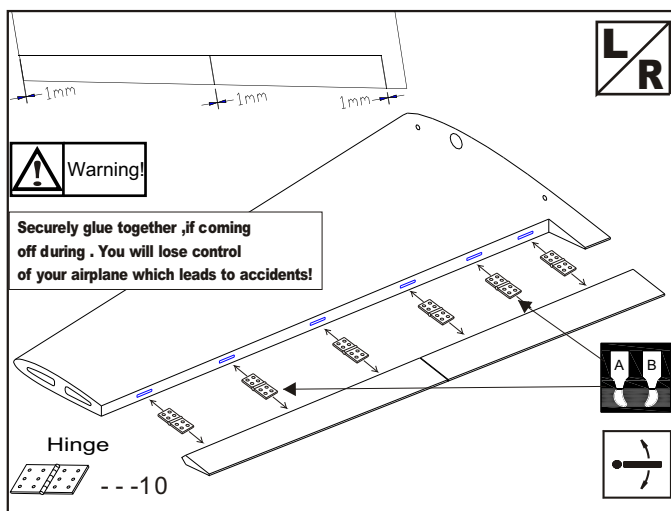 1mm
1mm
1mm
L
R
Warning!
Securely glue together ,if coming
off during . You will lose control
of your airplane which leads to accidents!
A B
Hinge
- - -10